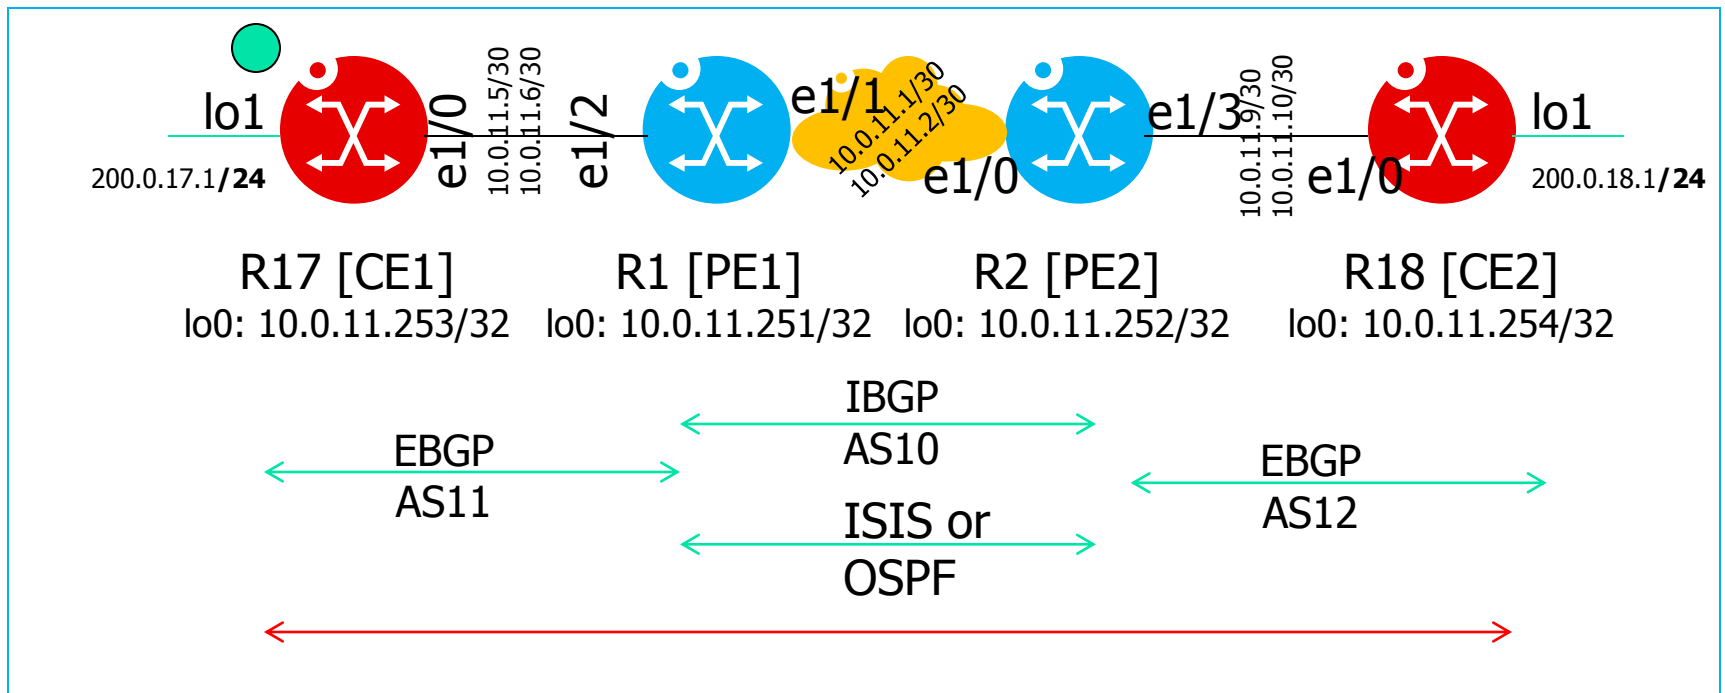 lo1
200.0.17.1/24
e1/0
10.0.11.5/30
10.0.11.6/30
e1/2
e1/1
10.0.11.1/30
10.0.11.2/30
e1/0
e1/3
10.0.11.9/30
10.0.11.10/30
e1/0
lo1
200.0.18.1/24
R17 [CE1]
lo0: 10.0.11.253/32
R1 [PE1]
lo0: 10.0.11.251/32
R2 [PE2]
lo0: 10.0.11.252/32
R18 [CE2]
lo0: 10.0.11.254/32
IBGP
AS10
EBGP
AS11
EBGP
AS12
ISIS or
OSPF